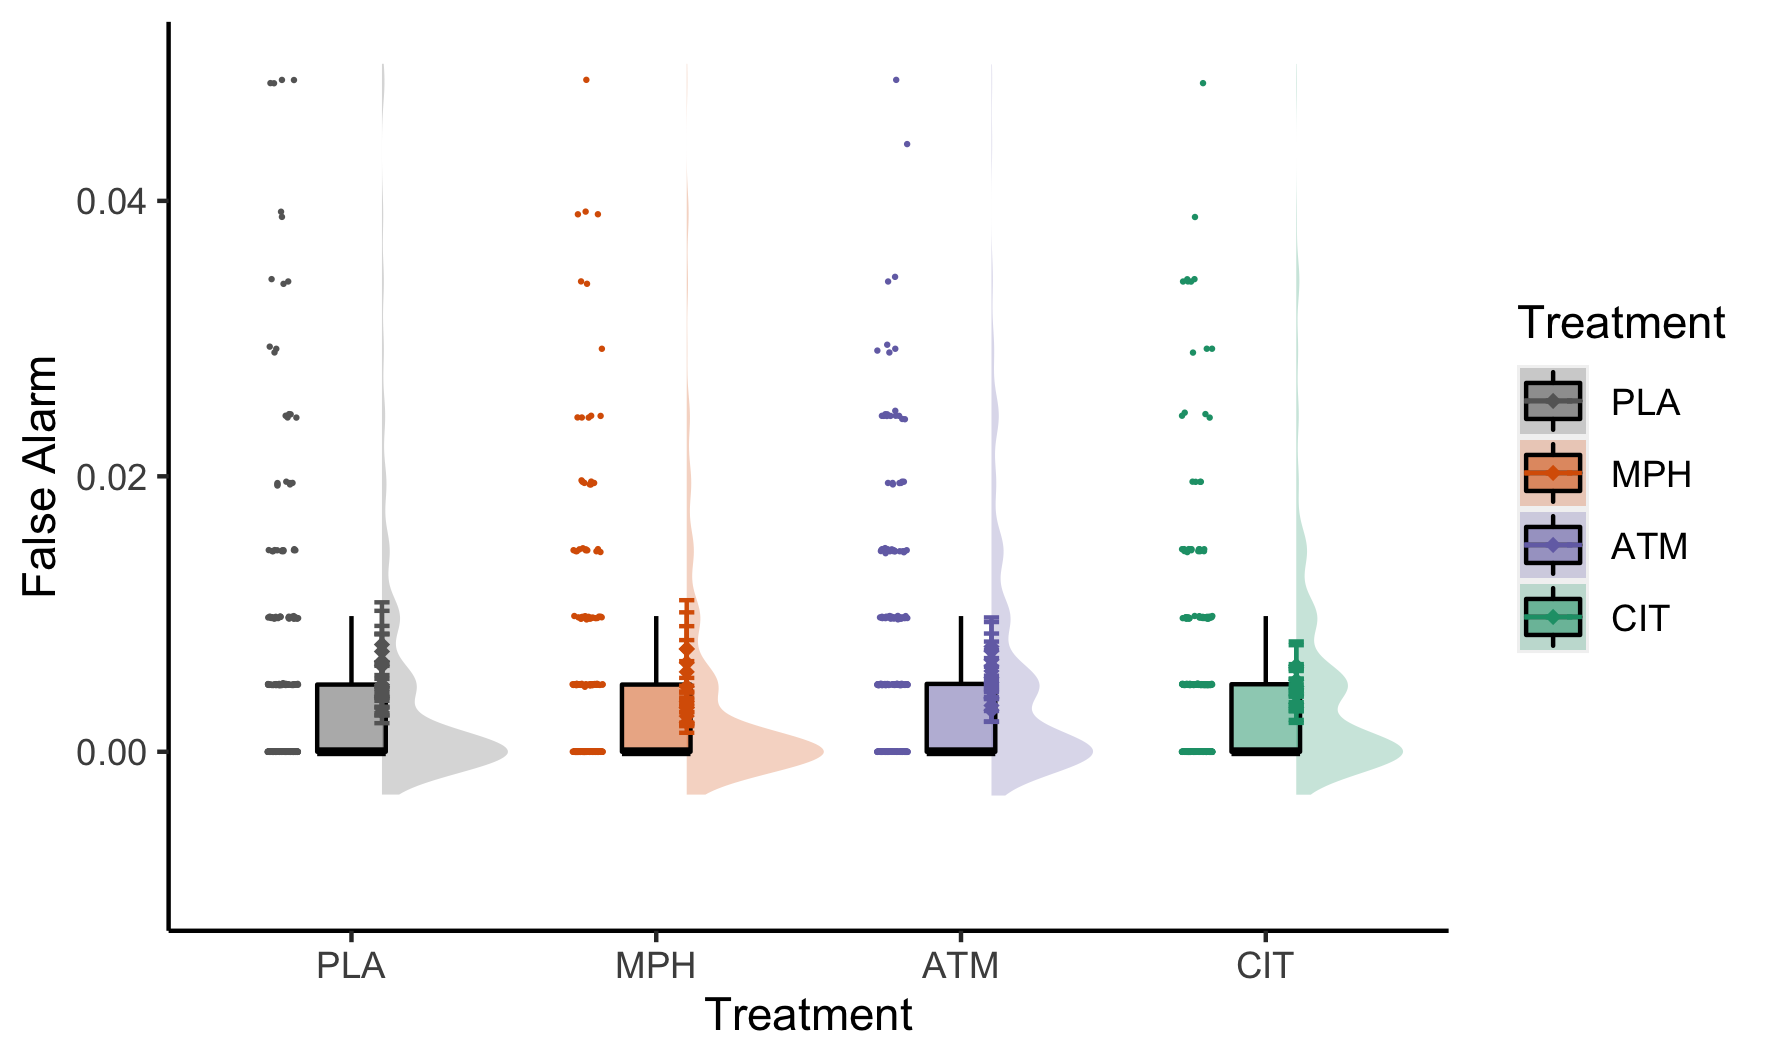 False Alarm
0.04
0.02
0.00
PLA
MPH
ATM
CIT
Treatment
Treatment
PLA
MPH
ATM
CIT